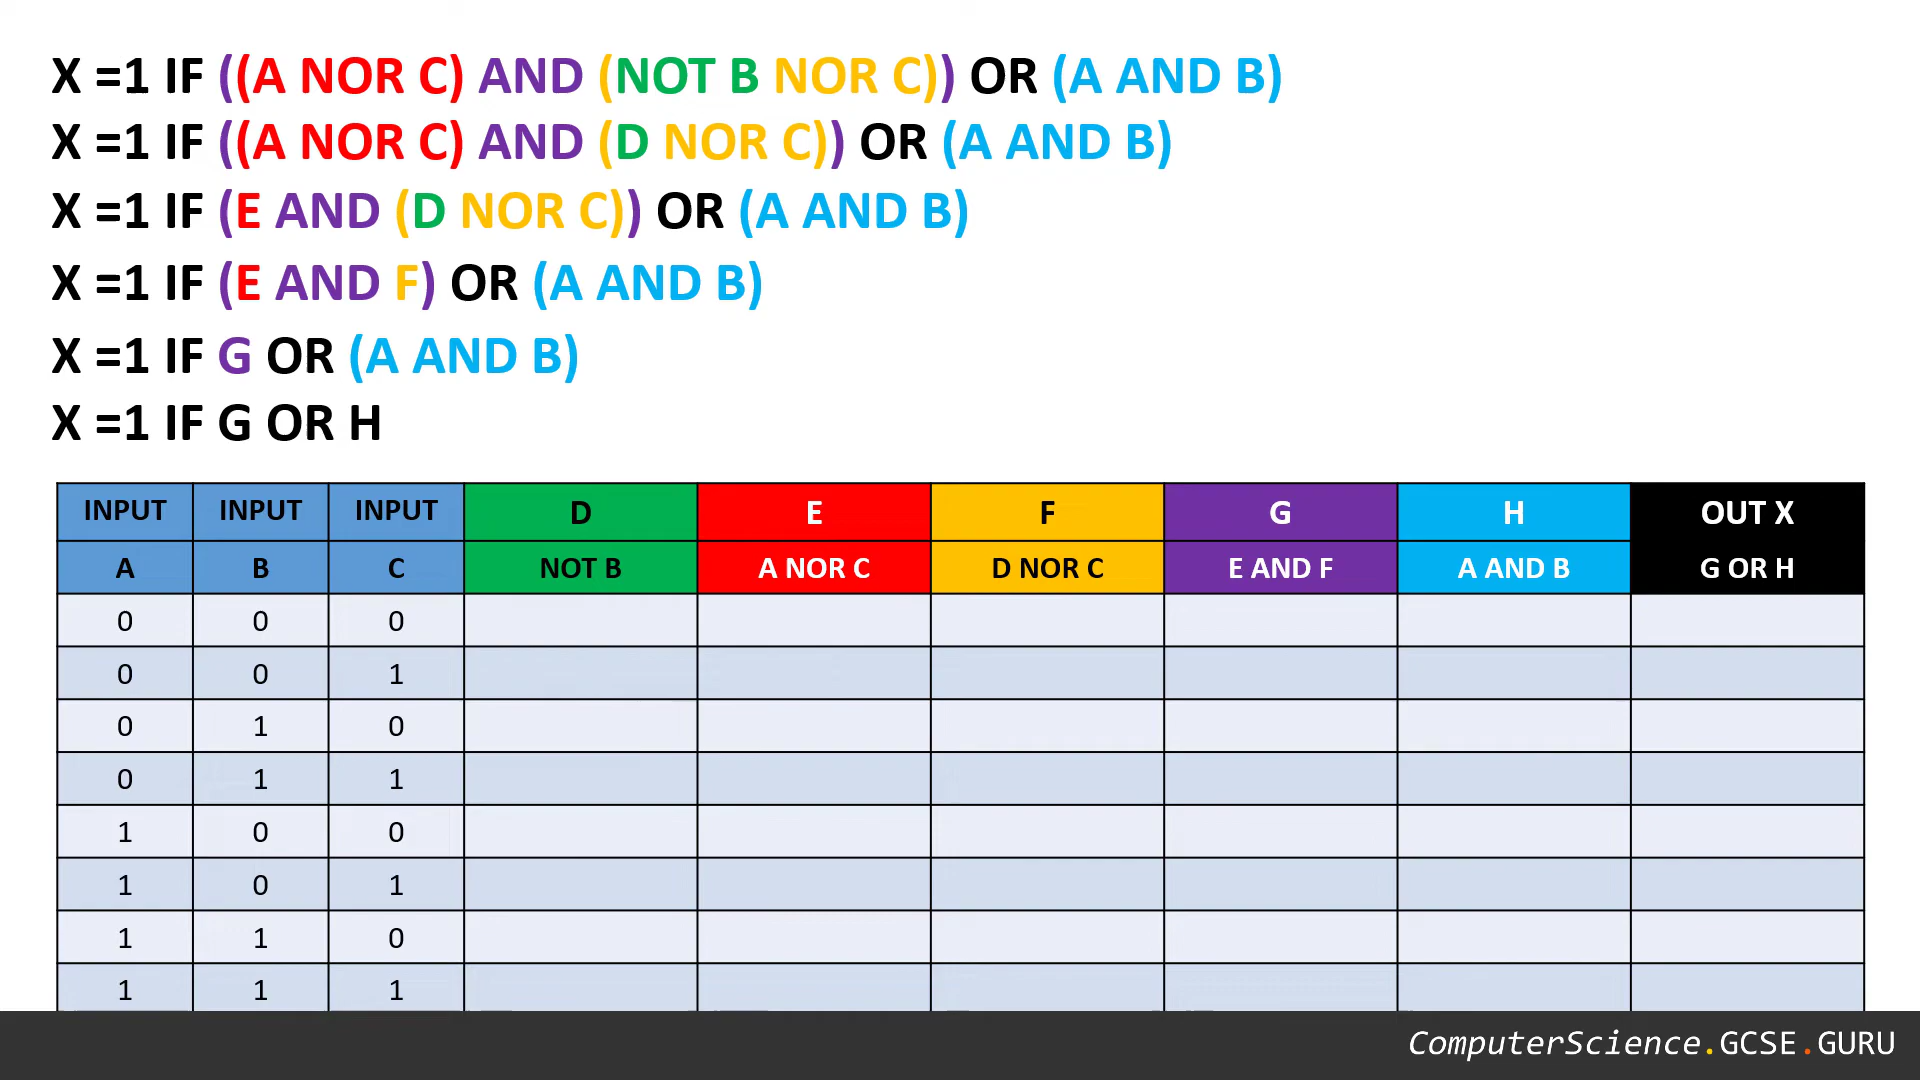 X =1 IF ((A NOR C) AND (NOT B NOR C)) OR (A AND B)
X =1 IF ((A NOR C) AND (D NOR C)) OR (A AND B)
X =1 IF (E AND (D NOR C)) OR (A AND B)
X =1 IF (E AND F) OR (A AND B)
X =1 IF G OR (A AND B)
X =1 IF G OR H
INPUT INPUT INPUT D E F G H OUT X
A B C NOT B A NOR C D NOR C E AND F A AND B G OR H
0 0 0
0 0 1
0 1 0
0 1 1
1 0 0
1 0 1
1 1 0
1 1 1
ComputerScience.GCSE.GURU